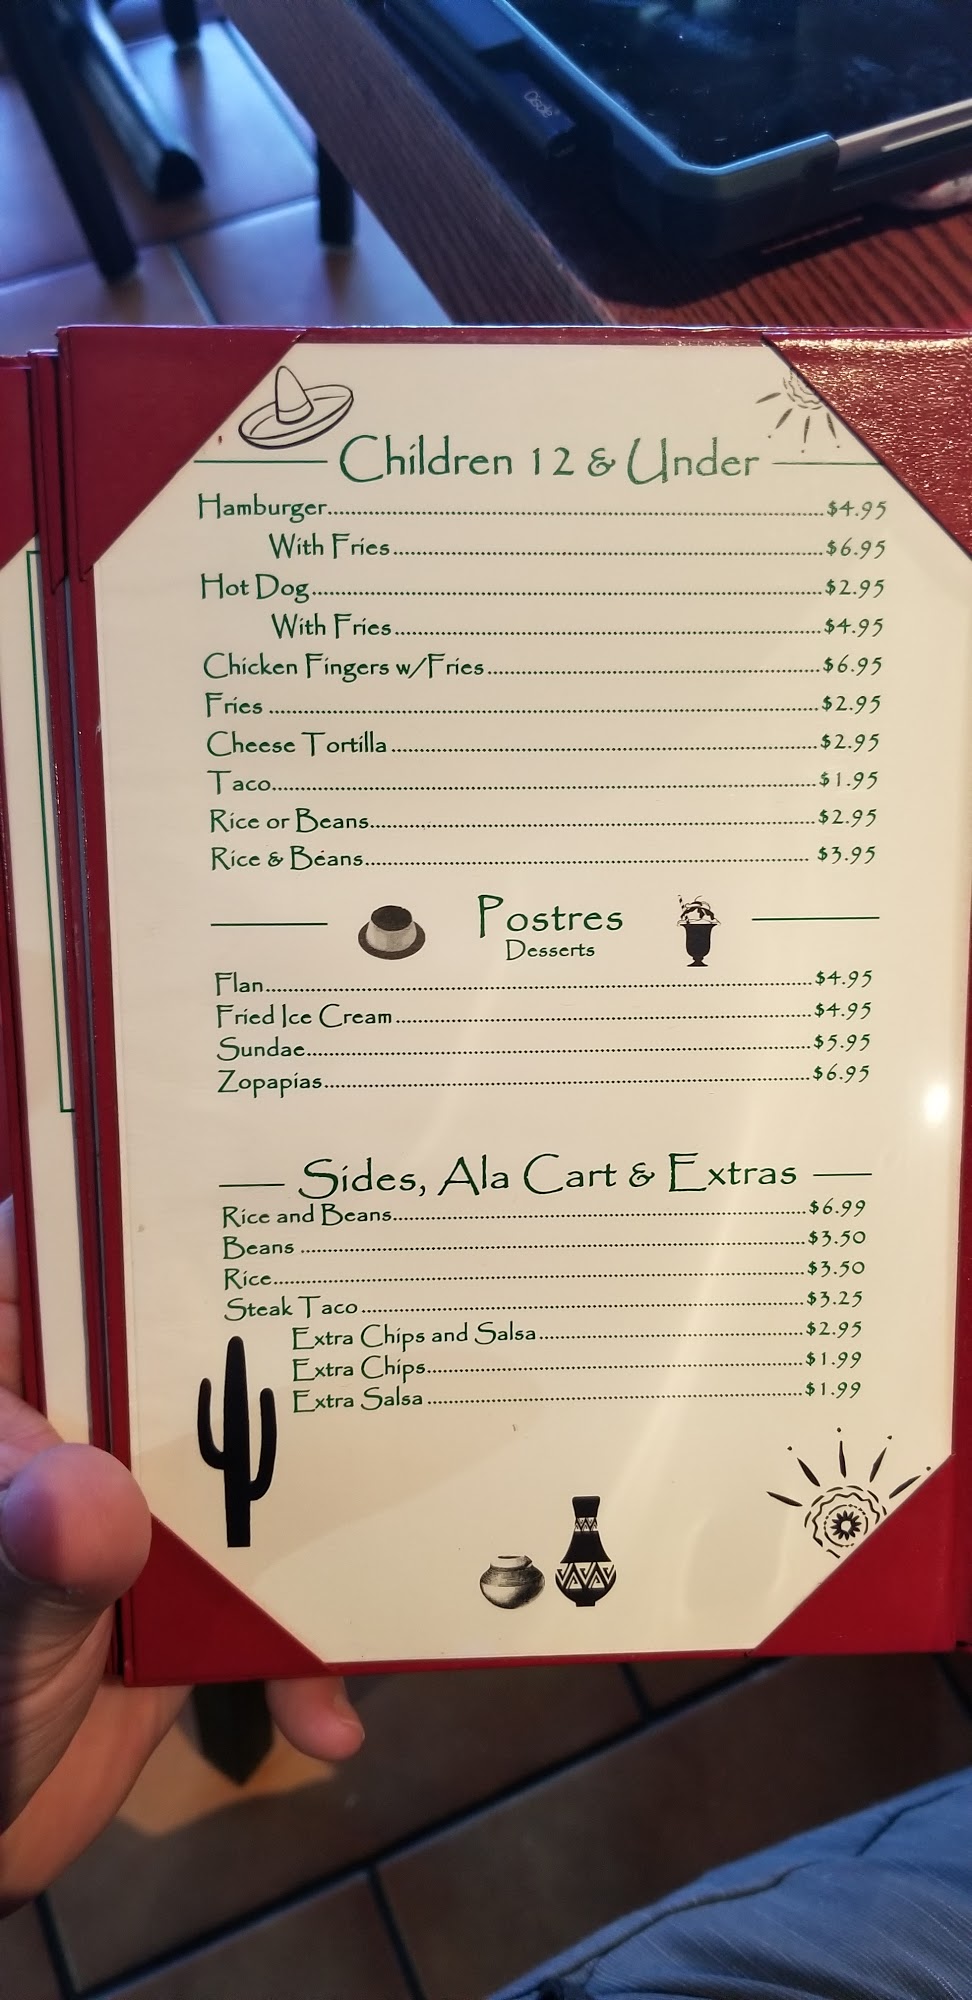 Children 12 & Under
Hamburger $4.95
With Fries $6.95
Hot Dog $2.95
With Fries $4.95
Chicken Fingers w/Fries $6.95
Fries $2.95
Cheese Tortilla $2.95
Taco $1.95
Rice or Beans $2.95
Rice & Beans $3.95
Postres
Desserts
Flan $4.95
Fried Ice Cream $4.95
Sundae $5.95
Zopapias $6.95
Sides, Ala Cart & Extras
Rice and Beans $6.99
Beans $3.50
Rice $3.50
Steak Taco $3.25
Extra Chips and Salsa $2.95
Extra Chips $1.99
Extra Salsa $1.99